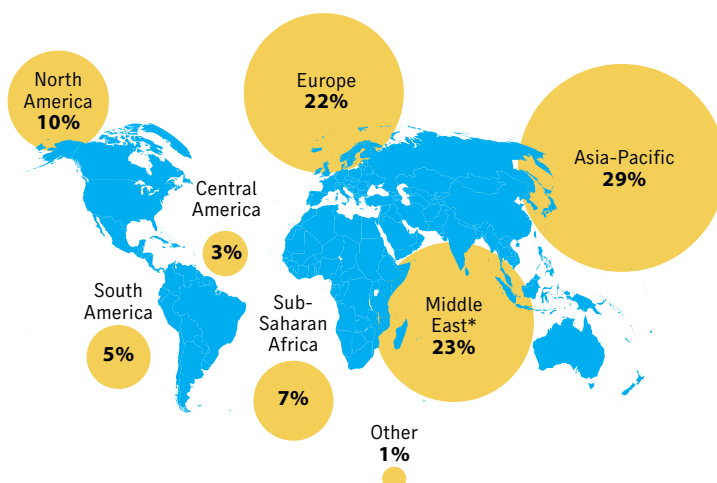 North
America
10%
Europe
22%
Asia-Pacific
29%
Central
America
3%
South
America
5%
Sub-
Saharan
Africa
7%
Middle
East*
23%
Other
1%